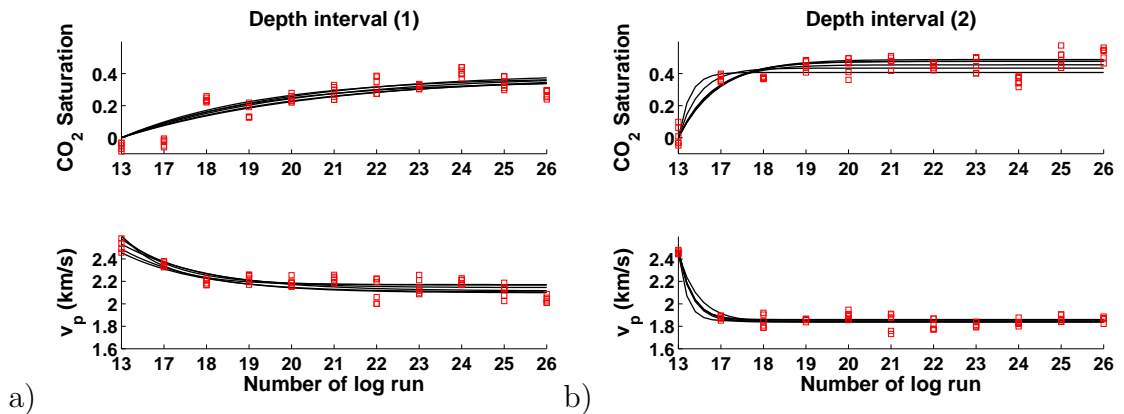 Depth interval (1)
CO2 Saturation
0.4
0.2
0
13 17 18 19 20 21 22 23 24 25 26
v_p (km/s)
2.4
2.2
2
1.8
1.6
13 17 18 19 20 21 22 23 24 25 26
Number of log run
a)
Depth interval (2)
CO2 Saturation
0.4
0.2
0
13 17 18 19 20 21 22 23 24 25 26
v_p (km/s)
2.4
2.2
2
1.8
1.6
13 17 18 19 20 21 22 23 24 25 26
Number of log run
b)